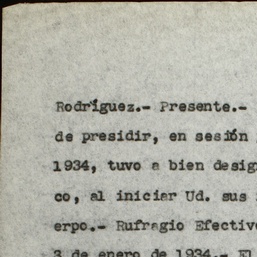 Rodríguez.- Presente.-
de presidir, en sesión
1934, tuvo a bien desig
co, al iniciar Ud. sus
erpo.- Rufragio Efectiv
3 de enero de 1934.- El